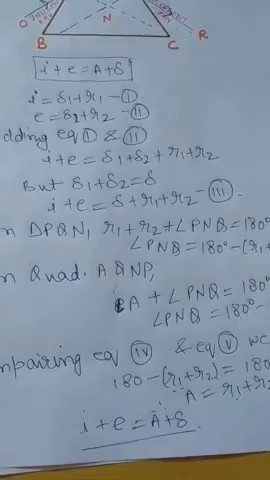 O
N
B C R
i + e = A + δ
i = δ₁ + r₁ — Ⓘ
e = δ₂ + r₂ — Ⓘ Ⓘ
dding eq Ⓘ & ⒾⒾ
i + e = δ₁ + δ₂ + r₁ + r₂
But δ₁ + δ₂ = δ
i + e = δ + r₁ + r₂ — ⒾⒾⒾ
n ΔPQN, r₁ + r₂ + ∠PNQ = 180°
∠PNQ = 180° – (r₁ +
n Quad. AQNP,
A + ∠PNQ = 180°
∠PNQ = 180° –
mpairing eq (IV) & eq (V) we
180 – (r₁ + r₂) = 180
A = r₁ + r₂
i + e = A + δ